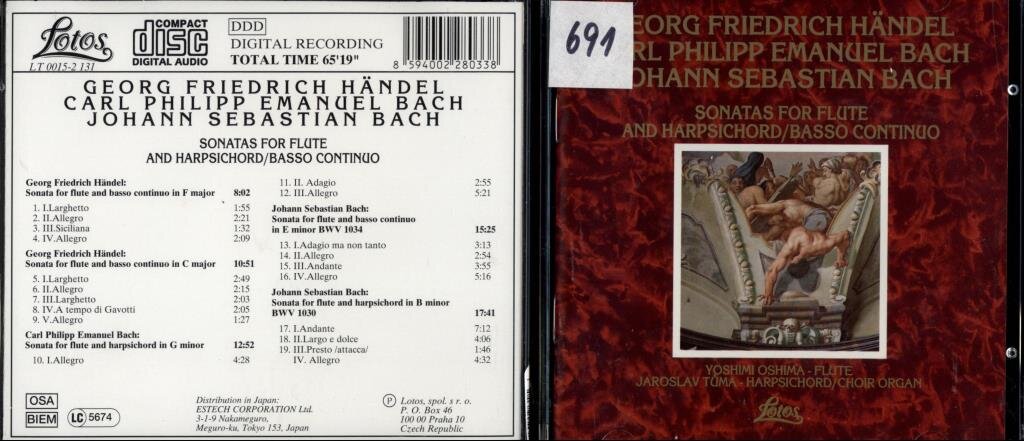 Lotos
LT 0015-2 131
COMPACT
disc
DIGITAL AUDIO
DDD
DIGITAL RECORDING
TOTAL TIME 65'19"
8 594002 280338
GEORG FRIEDRICH HÄNDEL
CARL PHILIPP EMANUEL BACH
JOHANN SEBASTIAN BACH
SONATAS FOR FLUTE
AND HARPSICHORD/BASSO CONTINUO
Georg Friedrich Händel:
Sonata for flute and basso continuo in F major 8:02
1. I.Larghetto 1:55
2. II.Allegro 2:21
3. III.Siciliana 1:32
4. IV.Allegro 2:09
Georg Friedrich Händel:
Sonata for flute and basso continuo in C major 10:51
5. I.Larghetto 2:49
6. II.Allegro 2:15
7. III.Larghetto 2:03
8. IV.A tempo di Gavotti 2:05
9. V.Allegro 1:27
Carl Philipp Emanuel Bach:
Sonata for flute and harpsichord in G minor 12:52
10. I.Allegro 4:28
11. II. Adagio 2:55
12. III.Allegro 5:21
Johann Sebastian Bach:
Sonata for flute and basso continuo
in E minor BWV 1034 15:25
13. I.Adagio ma non tanto 3:13
14. II.Allegro 2:54
15. III.Andante 3:55
16. IV.Allegro 5:16
Johann Sebastian Bach:
Sonata for flute and harpsichord in B minor
BWV 1030 17:41
17. I.Andante 7:12
18. II.Largo e dolce 4:06
19. III.Presto /attacca/ 1:46
IV. Allegro 4:32
OSA
BIEM
LC 5674
Distribution in Japan:
ESTECH CORPORATION Ltd.
3-1-9 Nakameguro,
Meguro-ku, Tokyo 153, Japan
P Lotos, spol s r. o.
P. O. Box 46
100 00 Praha 10
Czech Republic
691
GEORG FRIEDRICH HÄNDEL
CARL PHILIPP EMANUEL BACH
JOHANN SEBASTIAN BACH
SONATAS FOR FLUTE
AND HARPSICHORD/BASSO CONTINUO
YOSHIMI OSHIMA - FLUTE
JAROSLAV TŮMA - HARPSICHORD/CHOIR ORGAN
Lotos